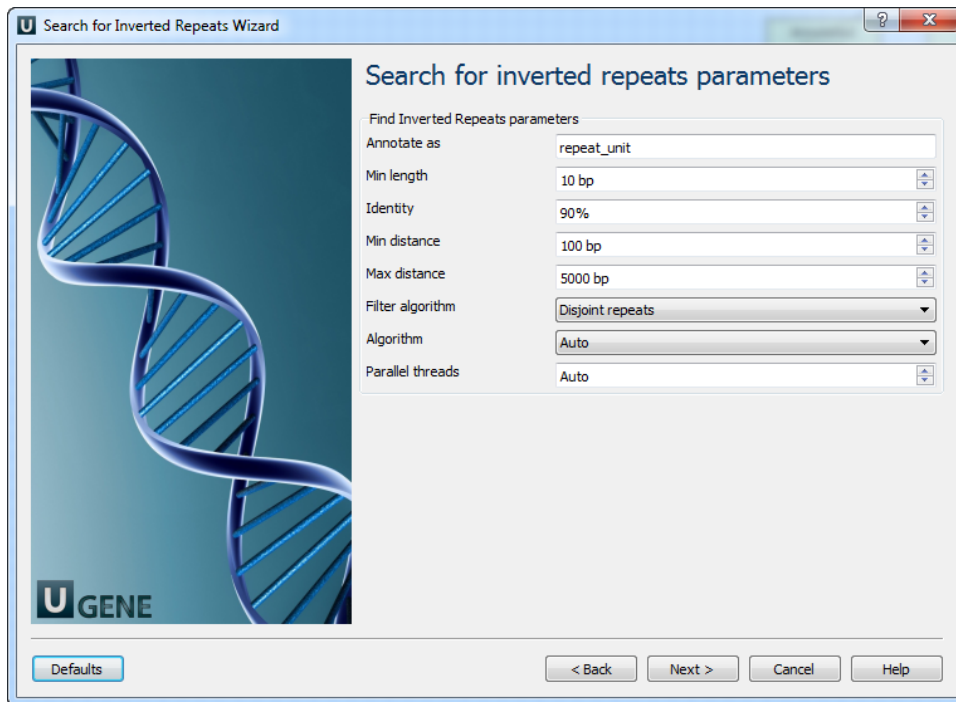 U Search for Inverted Repeats Wizard
?
Search for inverted repeats parameters
Find Inverted Repeats parameters
Annotate as repeat_unit
Min length 10 bp
Identity 90%
Min distance 100 bp
Max distance 5000 bp
Filter algorithm Disjoint repeats
Algorithm Auto
Parallel threads Auto
U GENE
Defaults < Back Next > Cancel Help